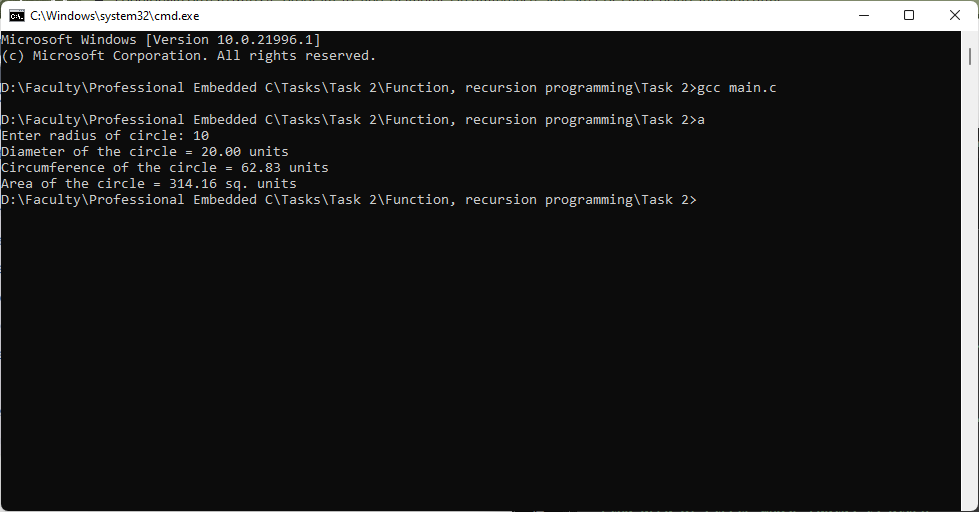 C:\Windows\system32\cmd.exe
Microsoft Windows [Version 10.0.21996.1]
(c) Microsoft Corporation. All rights reserved.
D:\Faculty\Professional Embedded C\Tasks\Task 2\Function, recursion programming\Task 2>gcc main.c
D:\Faculty\Professional Embedded C\Tasks\Task 2\Function, recursion programming\Task 2>a
Enter radius of circle: 10
Diameter of the circle = 20.00 units
Circumference of the circle = 62.83 units
Area of the circle = 314.16 sq. units
D:\Faculty\Professional Embedded C\Tasks\Task 2\Function, recursion programming\Task 2>